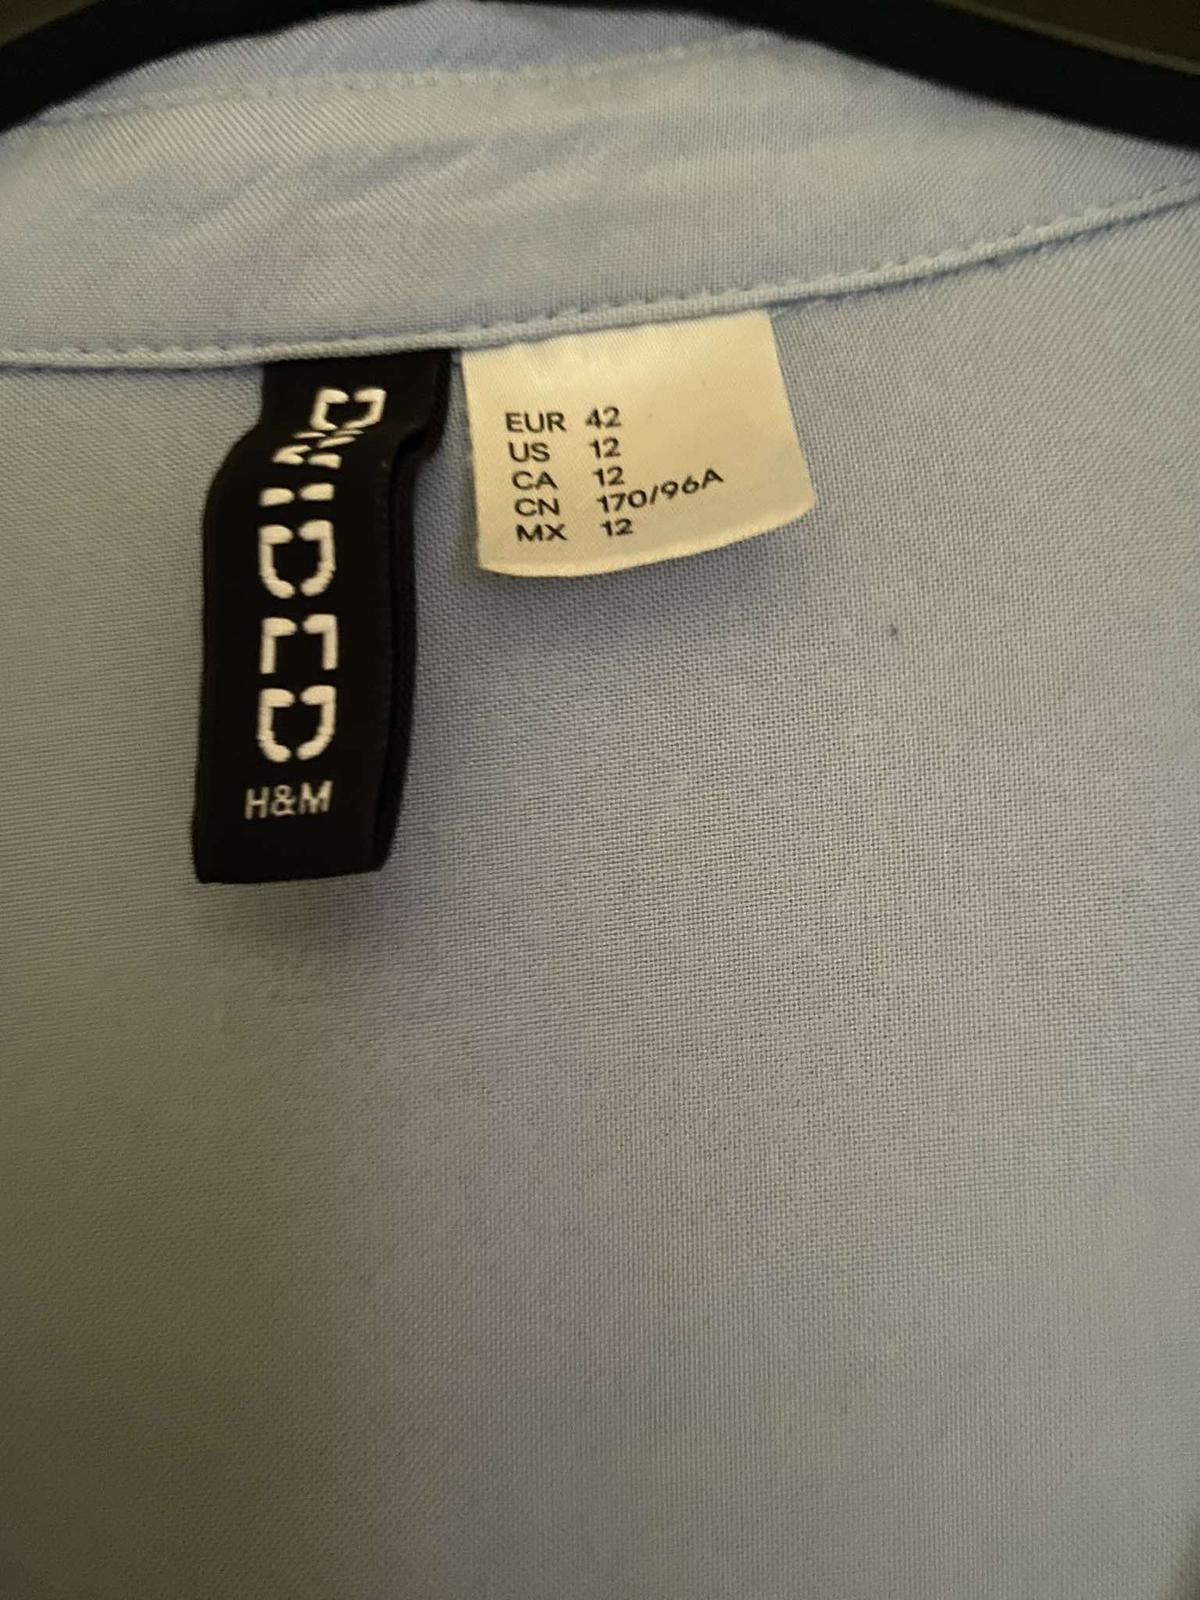 DIVIDED
H&M
EUR 42
US 12
CA 12
CN 170/96A
MX 12